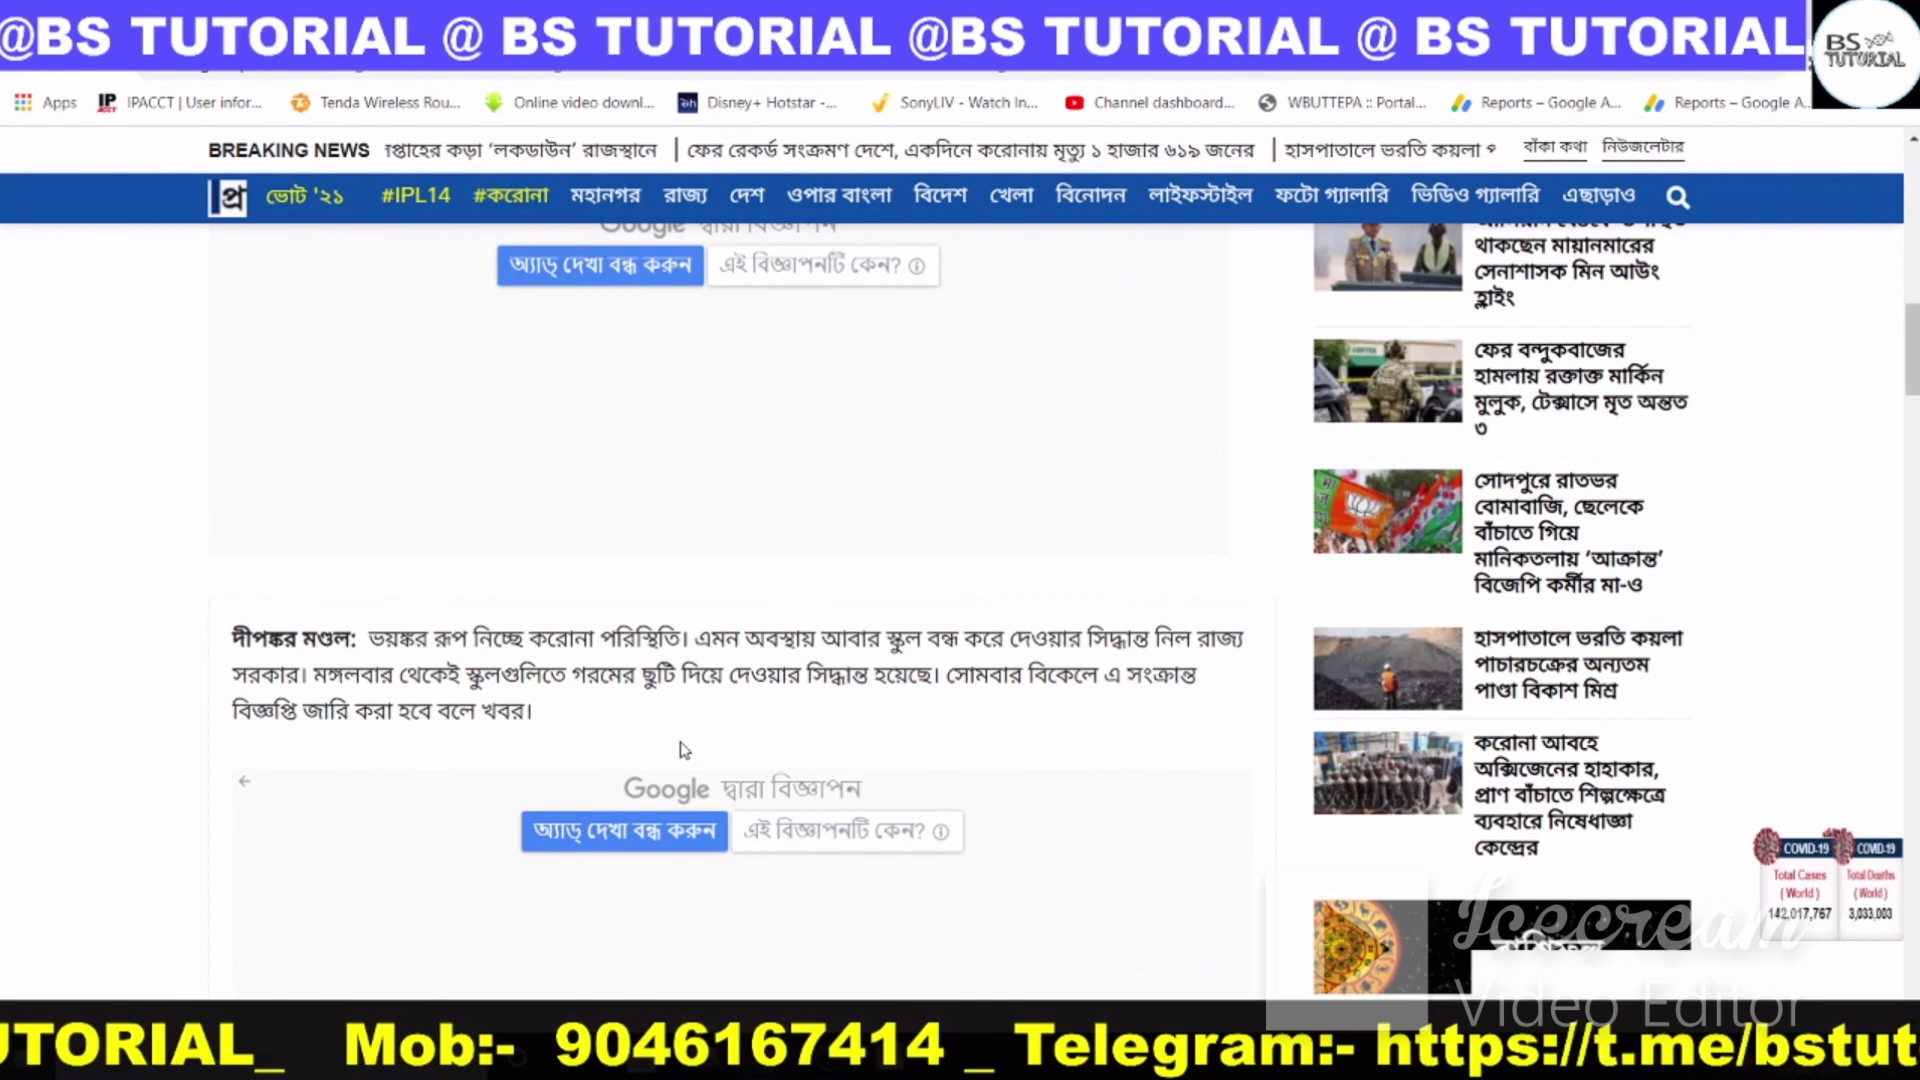 @BS TUTORIAL @ BS TUTORIAL @BS TUTORIAL @ BS TUTORIAL
BS TUTORIAL
Apps IPACCT | User infor... Tenda Wireless Rou... Online video downl... Disney+ Hotstar -... SonyLIV - Watch In... Channel dashboard... WBUTTEPA :: Portal... Reports – Google A... Reports – Google A...
BREAKING NEWS প্তাহের কড়া ‘লকডাউন’ রাজস্থানে | ফের রেকর্ড সংক্রমণ দেশে, একদিনে করোনায় মৃত্যু ১ হাজার ৬১৯ জনের | হাসপাতালে ভরতি কয়লা বাঁকা কথা নিউজলেটার
প্র ভোট '২১ #IPL14 #করোনা মহানগর রাজ্য দেশ ওপার বাংলা বিদেশ খেলা বিনোদন লাইফস্টাইল ফটো গ্যালারি ভিডিও গ্যালারি এছাড়াও
Google দ্বারা বিজ্ঞাপন
অ্যাড্ দেখা বন্ধ করুন এই বিজ্ঞাপনটি কেন?
থাকছেন মায়ানমারের
সেনাশাসক মিন আউং
হ্লাইং
ফের বন্দুকবাজের
হামলায় রক্তাক্ত মার্কিন
মুলুক, টেক্সাসে মৃত অন্তত
৩
সোদপুরে রাতভর
বোমাবাজি, ছেলেকে
বাঁচাতে গিয়ে
মানিকতলায় ‘আক্রান্ত’
বিজেপি কর্মীর মা-ও
দীপঙ্কর মণ্ডল: ভয়ঙ্কর রূপ নিচ্ছে করোনা পরিস্থিতি। এমন অবস্থায় আবার স্কুল বন্ধ করে দেওয়ার সিদ্ধান্ত নিল রাজ্য
সরকার। মঙ্গলবার থেকেই স্কুলগুলিতে গরমের ছুটি দিয়ে দেওয়ার সিদ্ধান্ত হয়েছে। সোমবার বিকেলে এ সংক্রান্ত
বিজ্ঞপ্তি জারি করা হবে বলে খবর।
হাসপাতালে ভরতি কয়লা
পাচারচক্রের অন্যতম
পাণ্ডা বিকাশ মিশ্র
করোনা আবহে
অক্সিজেনের হাহাকার,
প্রাণ বাঁচাতে শিল্পক্ষেত্রে
ব্যবহারে নিষেধাজ্ঞা
কেন্দ্রের
Google দ্বারা বিজ্ঞাপন
অ্যাড্ দেখা বন্ধ করুন এই বিজ্ঞাপনটি কেন?
COVID-19 COVID-19
Total Cases Total Deaths
( World ) ( World )
142,017,767 3,033,003
Icecream
Video Editor
UTORIAL_ Mob:- 9046167414 _ Telegram:- https://t.me/bstut